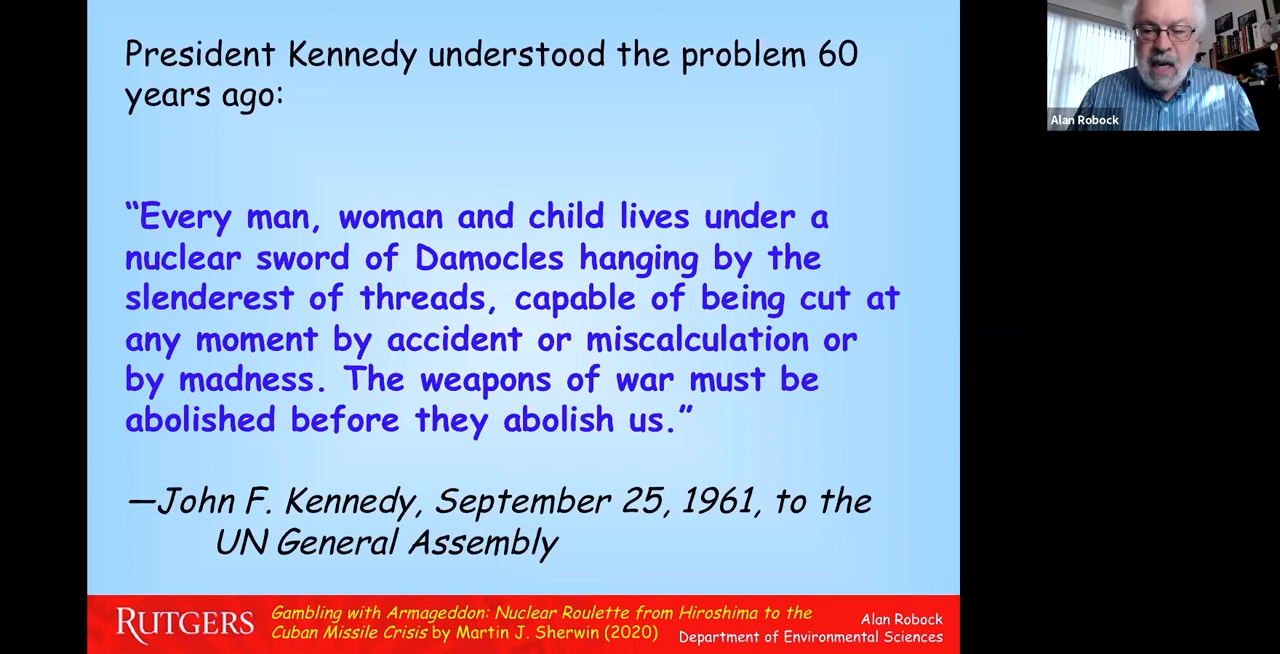 President Kennedy understood the problem 60
years ago:
“Every man, woman and child lives under a
nuclear sword of Damocles hanging by the
slenderest of threads, capable of being cut at
any moment by accident or miscalculation or
by madness. The weapons of war must be
abolished before they abolish us.”
—John F. Kennedy, September 25, 1961, to the
UN General Assembly
RUTGERS
Gambling with Armageddon: Nuclear Roulette from Hiroshima to the
Cuban Missile Crisis by Martin J. Sherwin (2020)
Alan Robock
Department of Environmental Sciences
Alan Robock